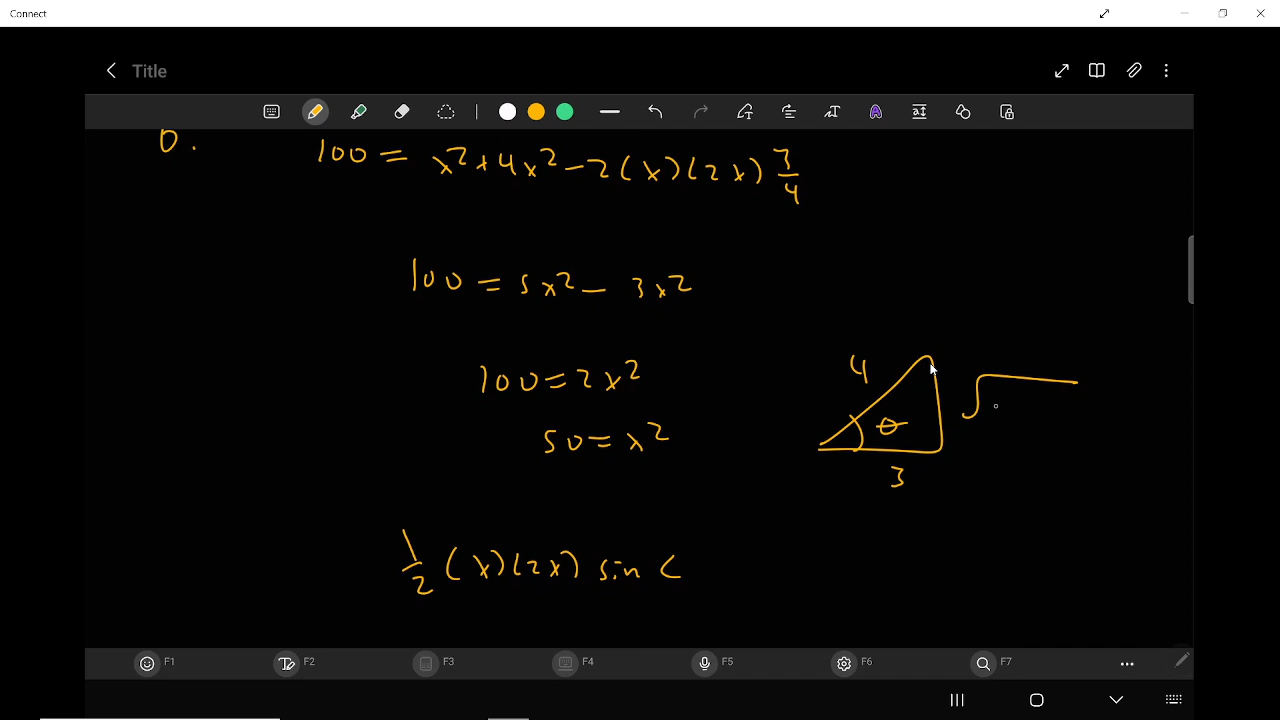 Connect
Title
0.
100 = x² + 4x² - 2(x)(2x) 3/4
100 = 5x² - 3x²
100 = 2x²
50 = x²
4
θ
3
√
1/2 (x)(2x) sin C
F1 F2 F3 F4 F5 F6 F7